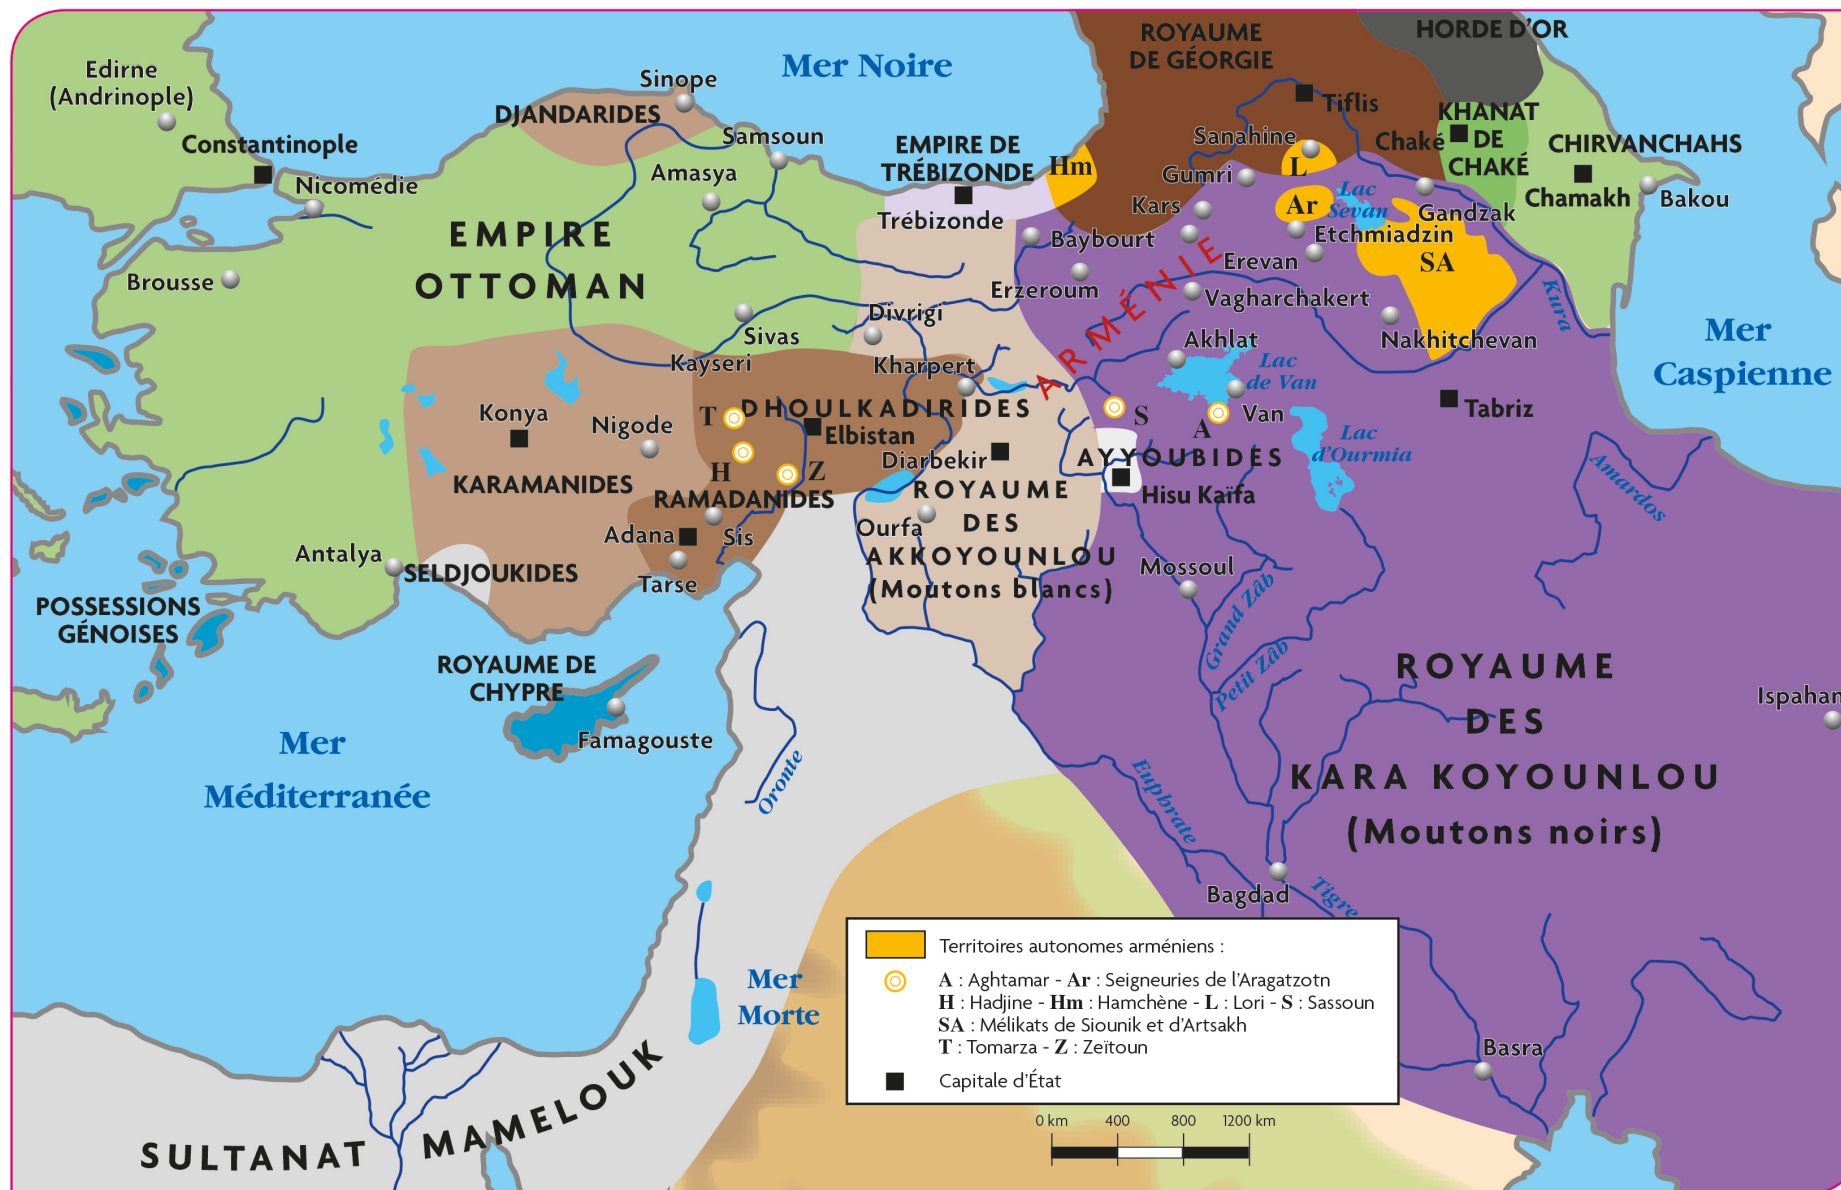 HORDE D'OR
ROYAUME
DE GÉORGIE
Mer Noire
Edirne
(Andrinople)
Sinope
DJANDARIDES
Tiflis
KHANAT
DE
CHAKÉ
Chaké
CHIRVANCHAHS
Chamakh
Bakou
Constantinople
Nicomédie
Samsoun
Amasya
EMPIRE DE
TRÉBIZONDE
Trébizonde
Hm
Sanahine
L
Gumri
Ar
Lac
Sevan
Gandzak
Kars
Etchmiadzin
SA
Baybourt
Erevan
EMPIRE
OTTOMAN
Brousse
Erzeroum
Vagharchakert
Kura
ARMÉNIE
Divrigi
Sivas
Nakhitchevan
Mer
Caspienne
Akhlat
Lac
de Van
Kayseri
Kharpert
Konya
Nigode
T
DHOULKADIRIDES
Elbistan
S
A
Van
Tabriz
Lac
d'Ourmia
H
Z
Diarbekir
AYYOUBIDES
Hisu Kaïfa
Amardos
KARAMANIDES
RAMADANIDES
ROYAUME
DES
AKKOYOUNLOU
(Moutons blancs)
Ourfa
Adana
Sis
Tarse
Antalya
SELDJOUKIDES
Mossoul
Grand Zâb
Petit Zâb
POSSESSIONS
GÉNOISES
ROYAUME DE
CHYPRE
Famagouste
ROYAUME
DES
KARA KOYOUNLOU
(Moutons noirs)
Ispahan
Mer
Méditerranée
Oronte
Euphrate
Bagdad
Tigre
Mer
Morte
Basra
SULTANAT MAMELOUK
Territoires autonomes arméniens :
A : Aghtamar - Ar : Seigneuries de l'Aragatzotn
H : Hadjine - Hm : Hamchène - L : Lori - S : Sassoun
SA : Mélikats de Siounik et d'Artsakh
T : Tomarza - Z : Zeïtoun
Capitale d'État
0 km 400 800 1200 km